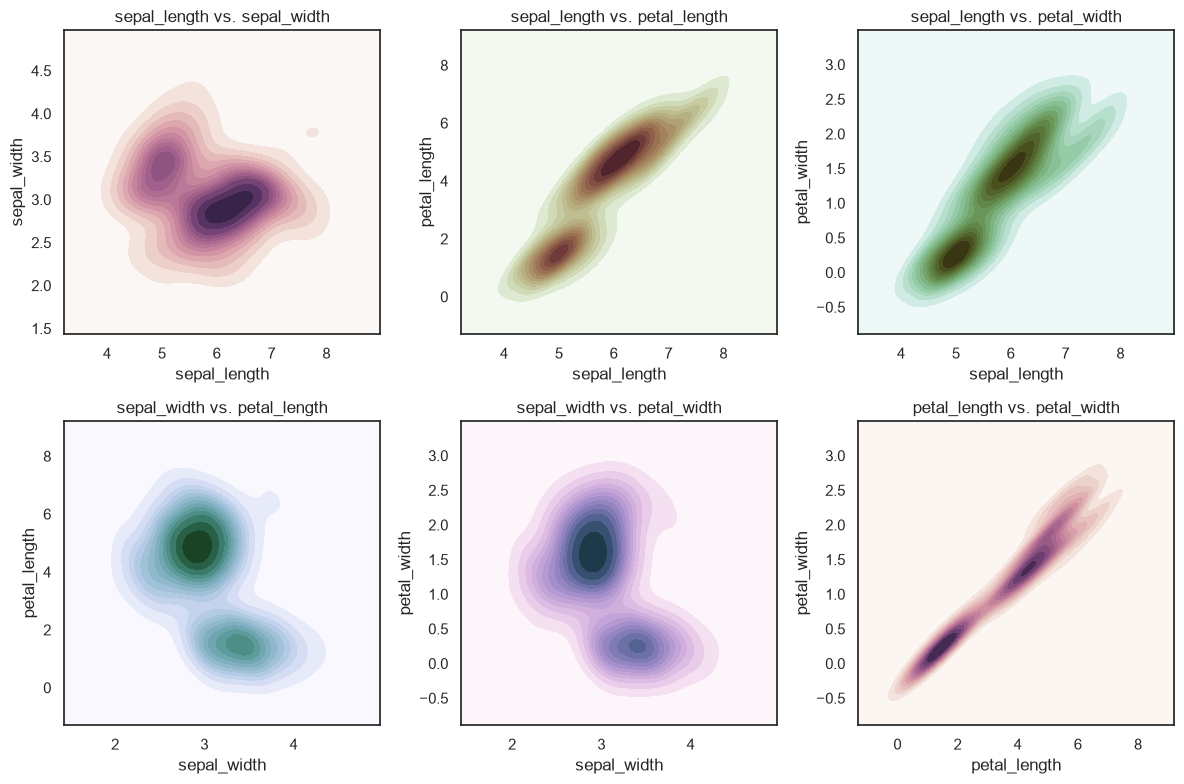 sepal_length vs. sepal_width
sepal_length vs. petal_length
sepal_length vs. petal_width
4.5
4.0
3.5
3.0
2.5
2.0
1.5
sepal_width
4 5 6 7 8
sepal_length
8
6
4
2
0
petal_length
4 5 6 7 8
sepal_length
3.0
2.5
2.0
1.5
1.0
0.5
0.0
−0.5
petal_width
4 5 6 7 8
sepal_length
sepal_width vs. petal_length
sepal_width vs. petal_width
petal_length vs. petal_width
8
6
4
2
0
petal_length
2 3 4
sepal_width
3.0
2.5
2.0
1.5
1.0
0.5
0.0
−0.5
petal_width
2 3 4
sepal_width
3.0
2.5
2.0
1.5
1.0
0.5
0.0
−0.5
petal_width
0 2 4 6 8
petal_length